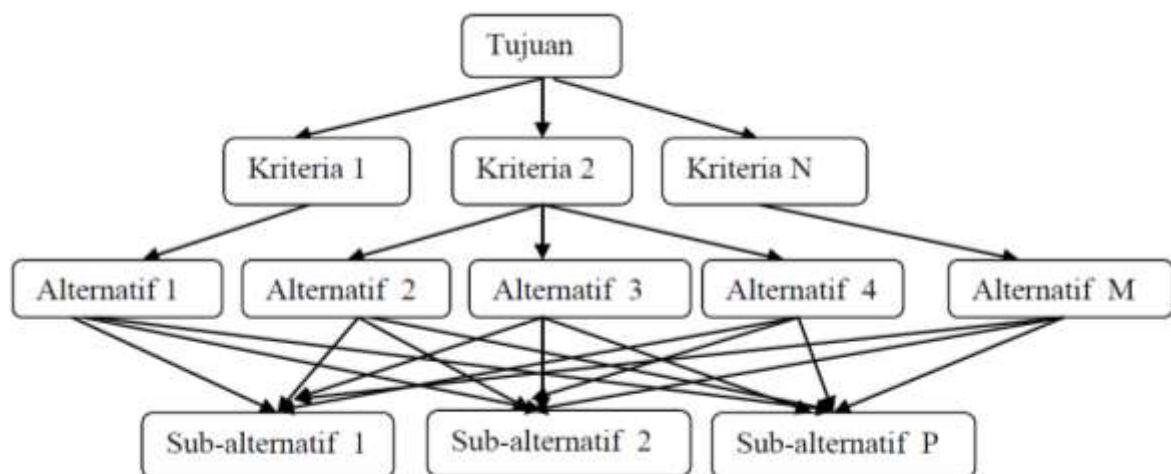 Tujuan
Kriteria 1
Kriteria 2
Kriteria N
Alternatif 1
Alternatif 2
Alternatif 3
Alternatif 4
Alternatif M
Sub-alternatif 1
Sub-alternatif 2
Sub-alternatif P